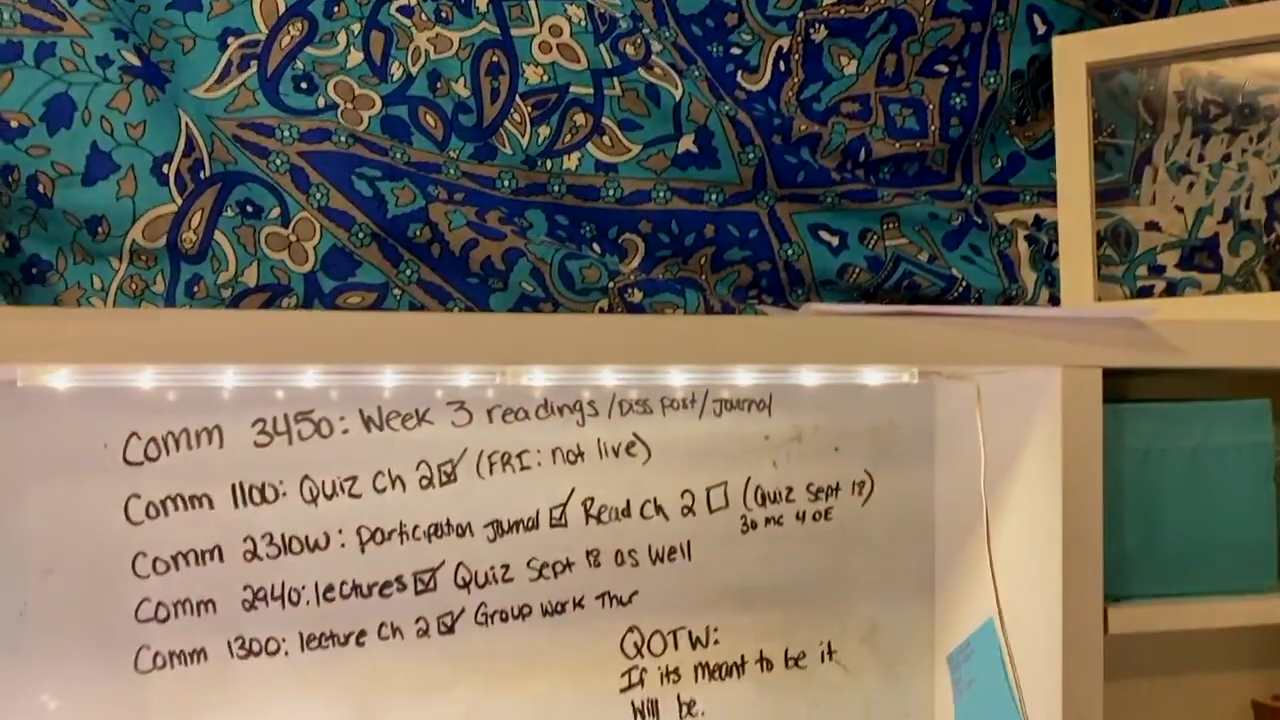 Comm 3450: Week 3 readings/Diss post/Journal
Comm 1100: Quiz Ch 2 ☑ (FRI: not live)
Comm 2310W: participation journal ☑ Read Ch 2 ☐ (Quiz Sept 18)
30 mc 4 OE
Comm 2940: lectures ☑ Quiz Sept 18 as well
Comm 1300: lecture Ch 2 ☑ Group work Thur
QOTW:
If its meant to be it
will be.